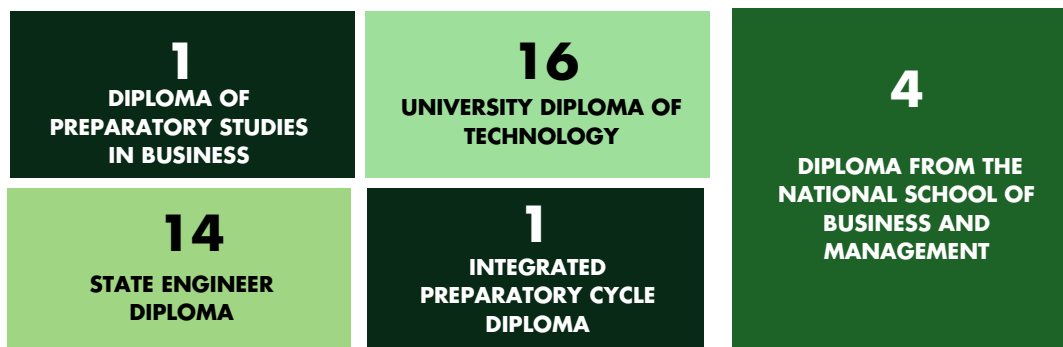 1
DIPLOMA OF
PREPARATORY STUDIES
IN BUSINESS
16
UNIVERSITY DIPLOMA OF
TECHNOLOGY
4
DIPLOMA FROM THE
NATIONAL SCHOOL OF
BUSINESS AND
MANAGEMENT
14
STATE ENGINEER
DIPLOMA
1
INTEGRATED
PREPARATORY CYCLE
DIPLOMA